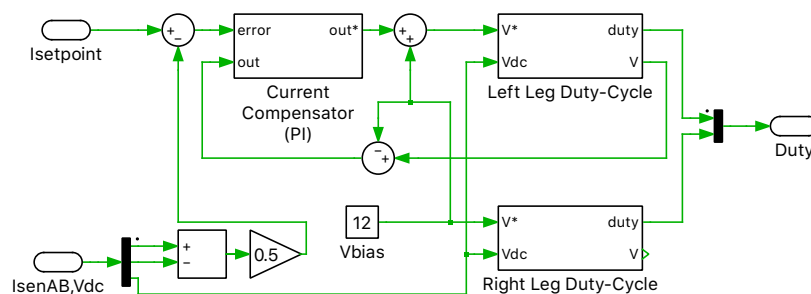 Isetpoint
+
−
error
out*
out
Current
Compensator
(PI)
+
+
V*
duty
Vdc
V
Left Leg Duty-Cycle
−
+
Duty
12
Vbias
V*
duty
Vdc
V
Right Leg Duty-Cycle
IsenAB,Vdc
+
−
0.5